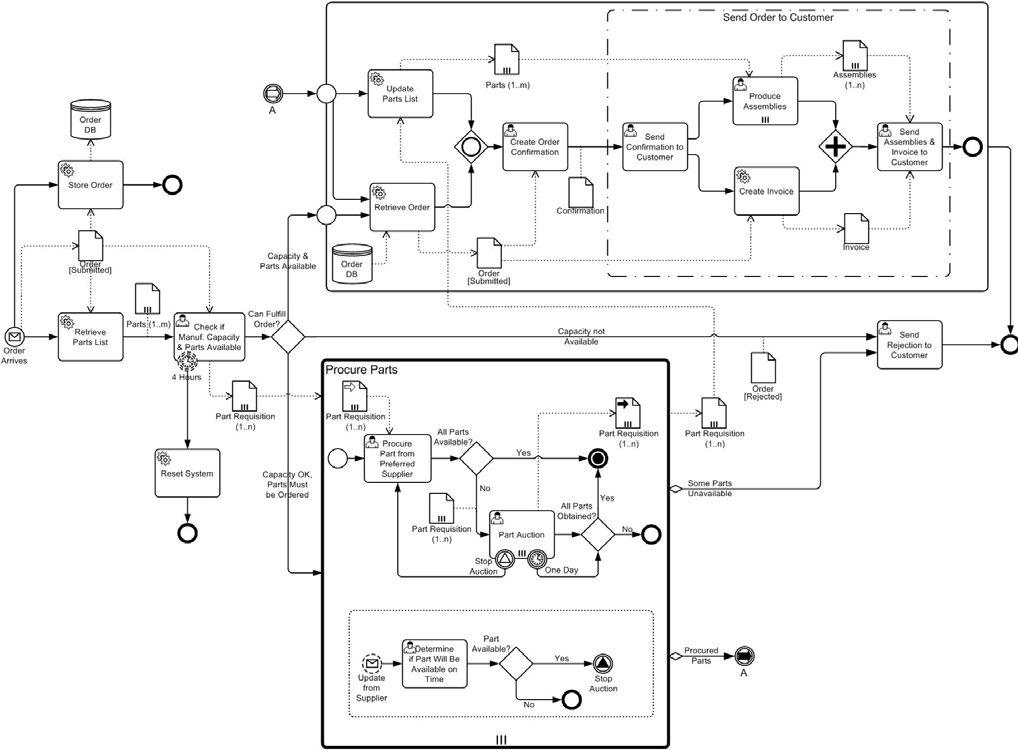 Send Order to Customer
Update
Parts List
Parts (1..m)
Assemblies
(1..n)
A
Produce
Assemblies
Order
DB
Create Order
Confirmation
Send
Confirmation to
Customer
Send
Assemblies &
Invoice to
Customer
Store Order
Retrieve Order
Create Invoice
Confirmation
Order
[Submitted]
Capacity &
Parts Available
Order
DB
Order
[Submitted]
Invoice
Parts (1..m)
Can Fulfill
Order?
Order
Arrives
Retrieve
Parts List
Check if
Manuf. Capacity
& Parts Available
Capacity not
Available
Send
Rejection to
Customer
4 Hours
Procure Parts
Order
[Rejected]
Part Requisition
(1..n)
Part Requisition
(1..n)
Part Requisition
(1..n)
Part Requisition
(1..n)
All Parts
Available?
Procure
Part from
Preferred
Supplier
Yes
No
Reset System
Capacity OK,
Parts Must
be Ordered
Some Parts
Unavailable
Yes
All Parts
Obtained?
Part Requisition
(1..n)
Part Auction
No
Stop
Auction
One Day
Part
Available?
Determine
if Part Will Be
Available on
Time
Yes
Update
from
Supplier
Stop
Auction
No
Procured
Parts
A